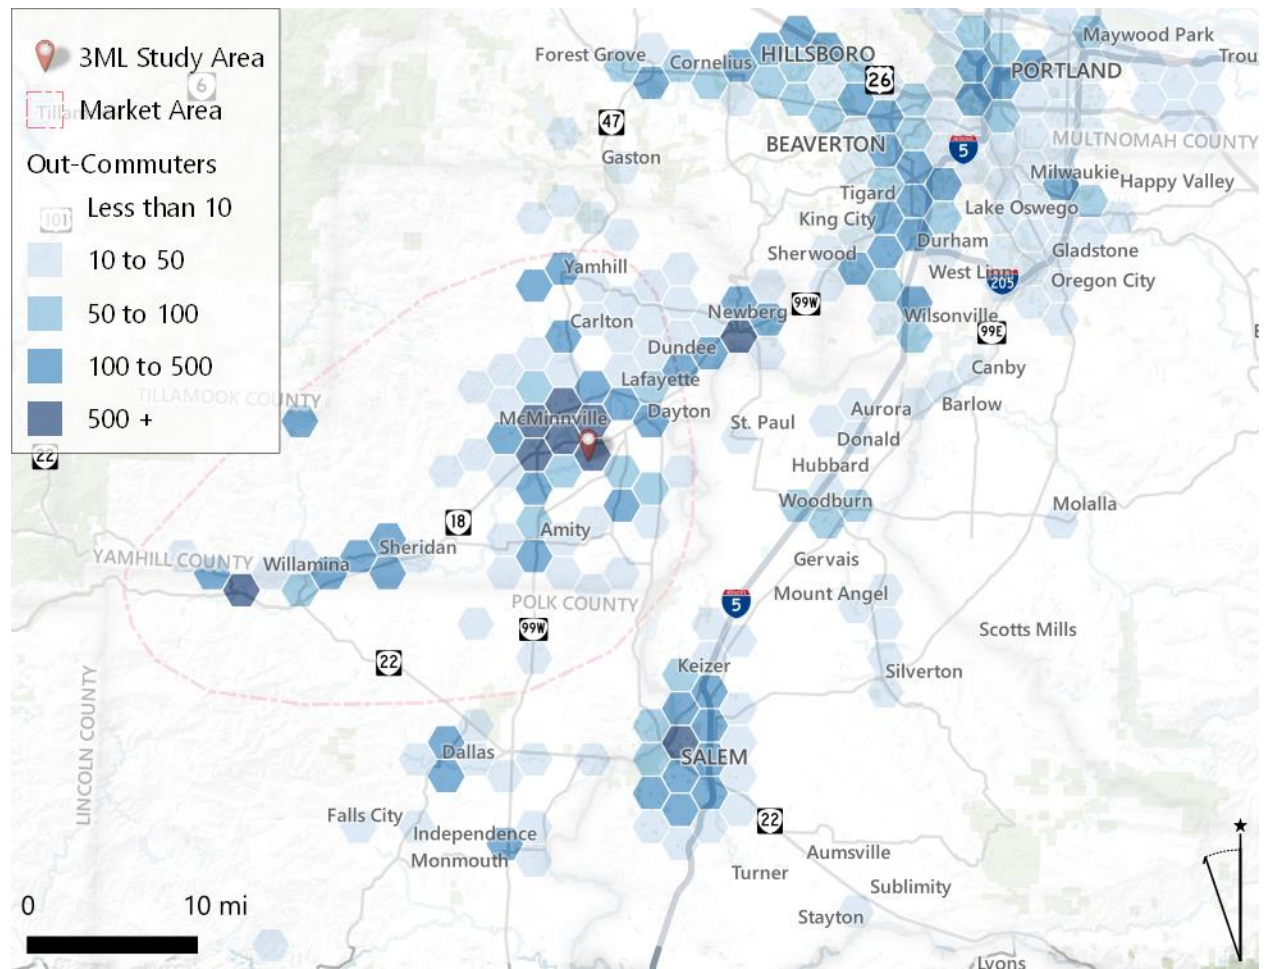 3ML Study Area
Market Area
Out-Commuters
Less than 10
10 to 50
50 to 100
100 to 500
500 +
6
101
22
Forest Grove
Cornelius
HILLSBORO
26
Maywood Park
PORTLAND
47
Gaston
BEAVERTON
5
MULTNOMAH COUNTY
Milwaukie
Happy Valley
Tigard
King City
Lake Oswego
Durham
Gladstone
Sherwood
West Linn
205
Oregon City
Yamhill
Newberg
99W
Wilsonville
99E
Carlton
Dundee
Canby
Lafayette
TILLAMOOK COUNTY
McMinnville
Dayton
St. Paul
Aurora
Barlow
Donald
Hubbard
Woodburn
Molalla
18
Amity
YAMHILL COUNTY
Willamina
Sheridan
Gervais
POLK COUNTY
5
Mount Angel
99W
Scotts Mills
22
Keizer
Silverton
LINCOLN COUNTY
Dallas
SALEM
Falls City
Independence
Monmouth
22
Aumsville
Turner
Sublimity
Stayton
Lyons
0
10 mi